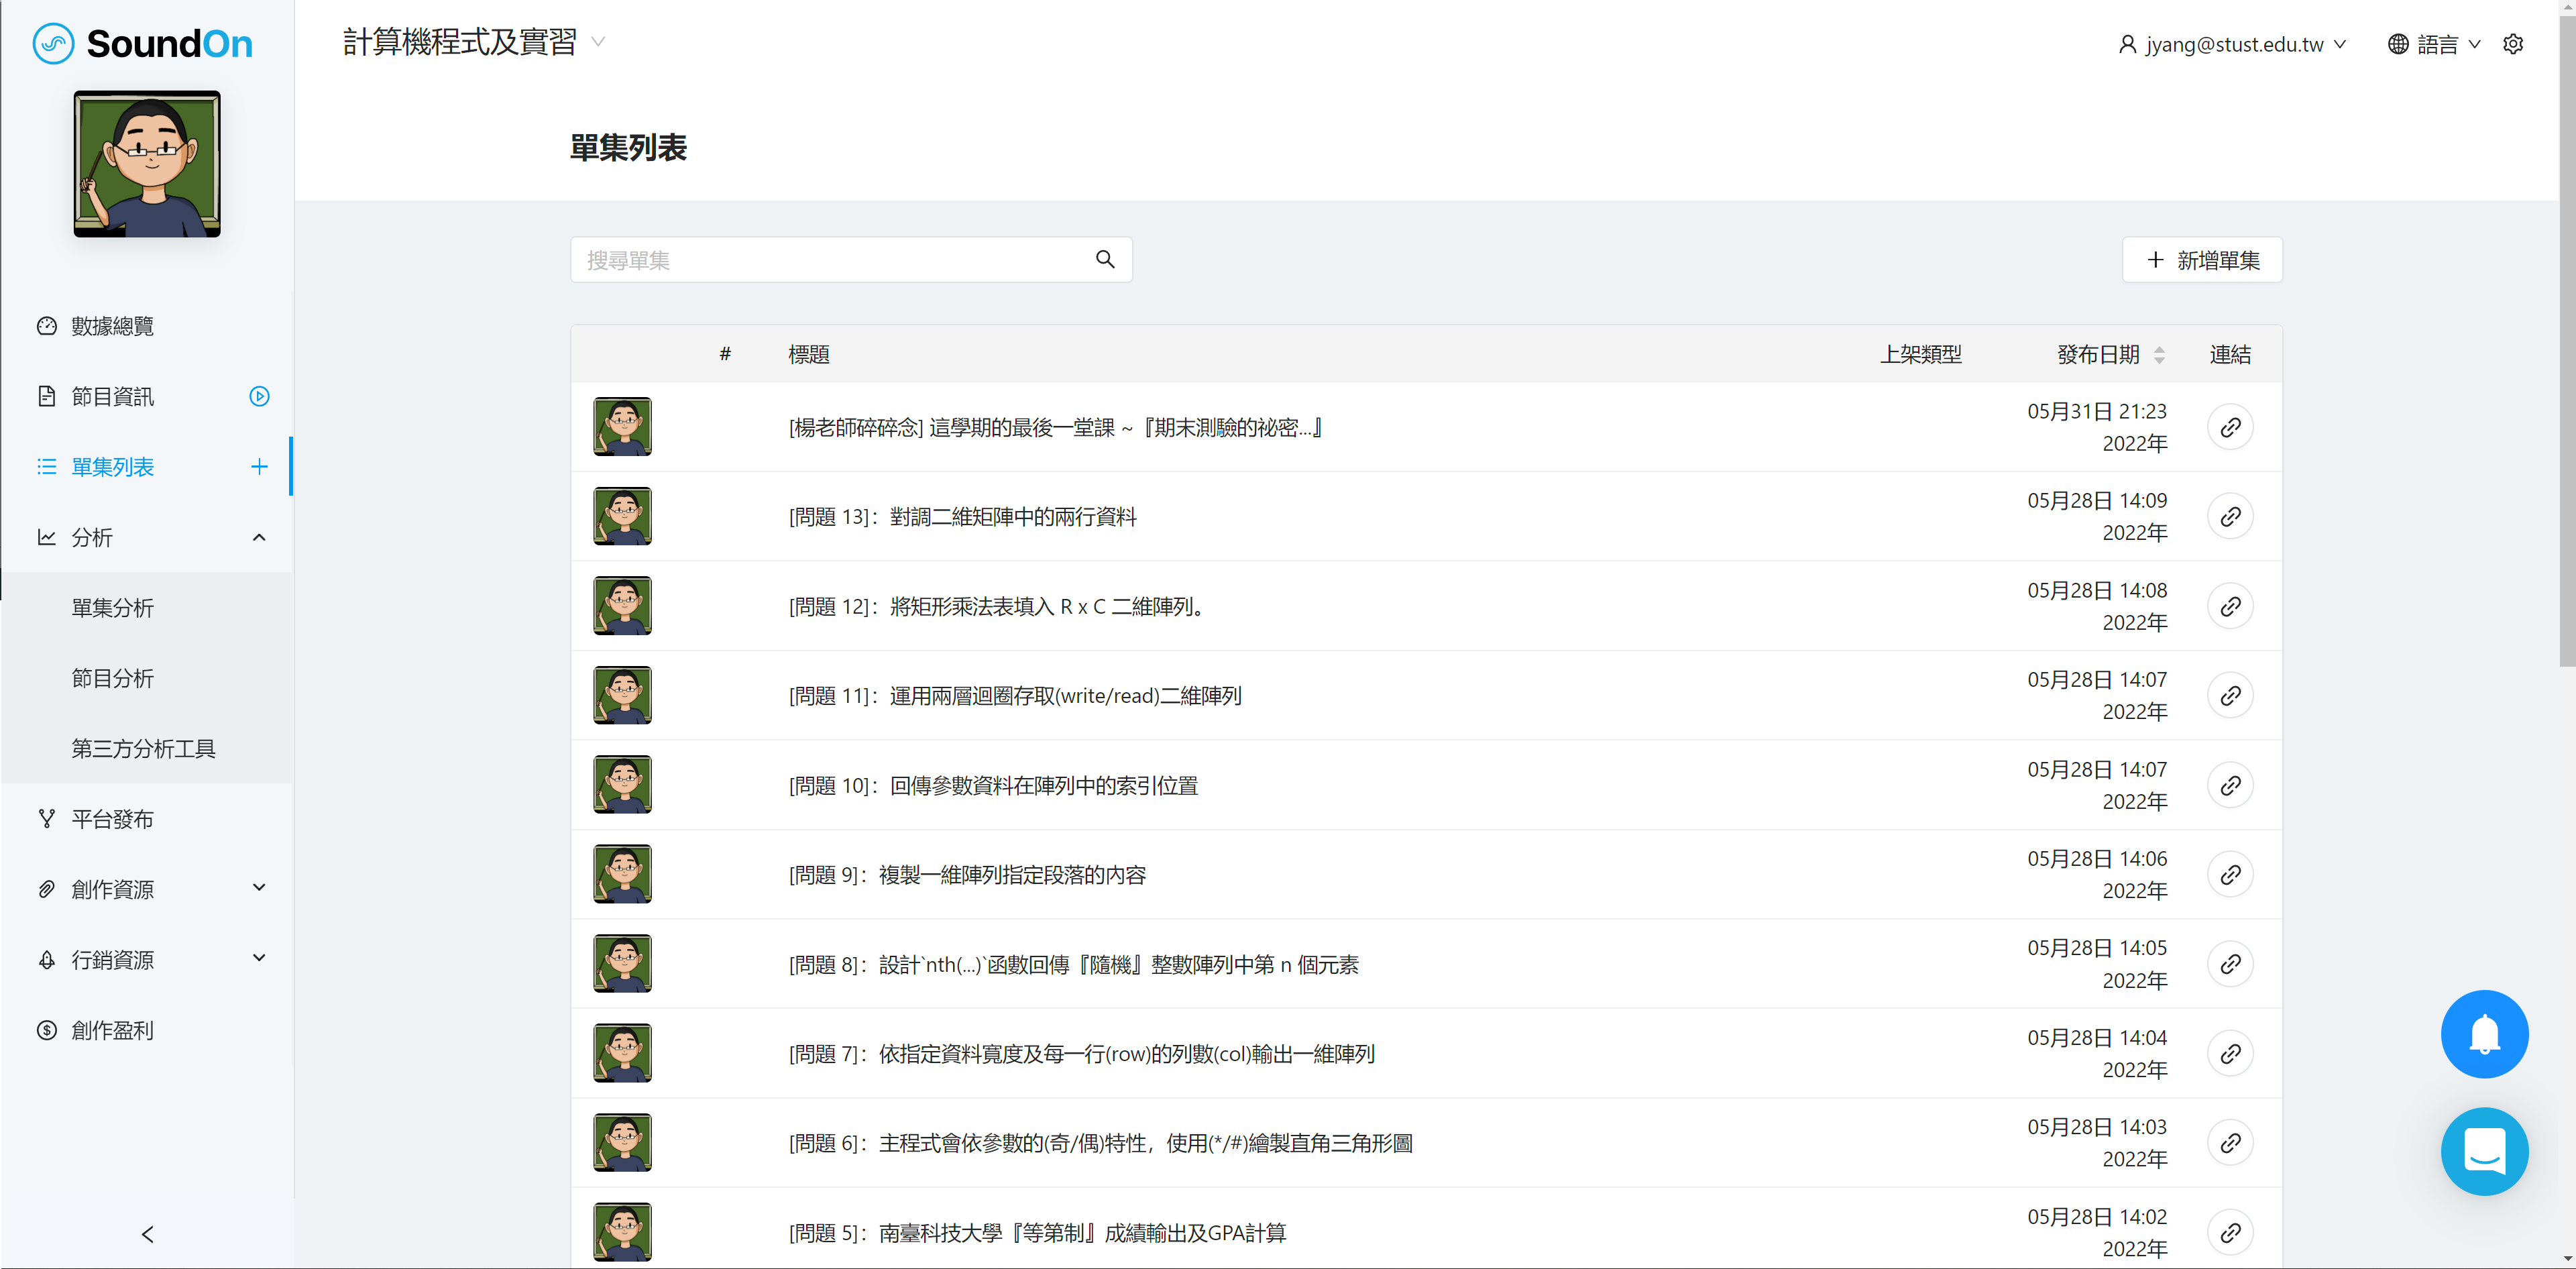 SoundOn
計算機程式及實習
jyang@stust.edu.tw
語言
單集列表
數據總覽
節目資訊
單集列表
分析
單集分析
節目分析
第三方分析工具
平台發布
創作資源
行銷資源
創作盈利
搜尋單集
新增單集
# 標題 上架類型 發布日期 連結
[楊老師碎碎念] 這學期的最後一堂課 ~『期末測驗的祕密...』 05月31日 21:23
2022年
[問題 13]：對調二維矩陣中的兩行資料 05月28日 14:09
2022年
[問題 12]：將矩形乘法表填入 R x C 二維陣列。 05月28日 14:08
2022年
[問題 11]：運用兩層迴圈存取(write/read)二維陣列 05月28日 14:07
2022年
[問題 10]：回傳參數資料在陣列中的索引位置 05月28日 14:07
2022年
[問題 9]：複製一維陣列指定段落的內容 05月28日 14:06
2022年
[問題 8]：設計`nth(...)`函數回傳『隨機』整數陣列中第 n 個元素 05月28日 14:05
2022年
[問題 7]：依指定資料寬度及每一行(row)的列數(col)輸出一維陣列 05月28日 14:04
2022年
[問題 6]：主程式會依參數的(奇/偶)特性，使用(*/#)繪製直角三角形圖 05月28日 14:03
2022年
[問題 5]：南臺科技大學『等第制』成績輸出及GPA計算 05月28日 14:02
2022年